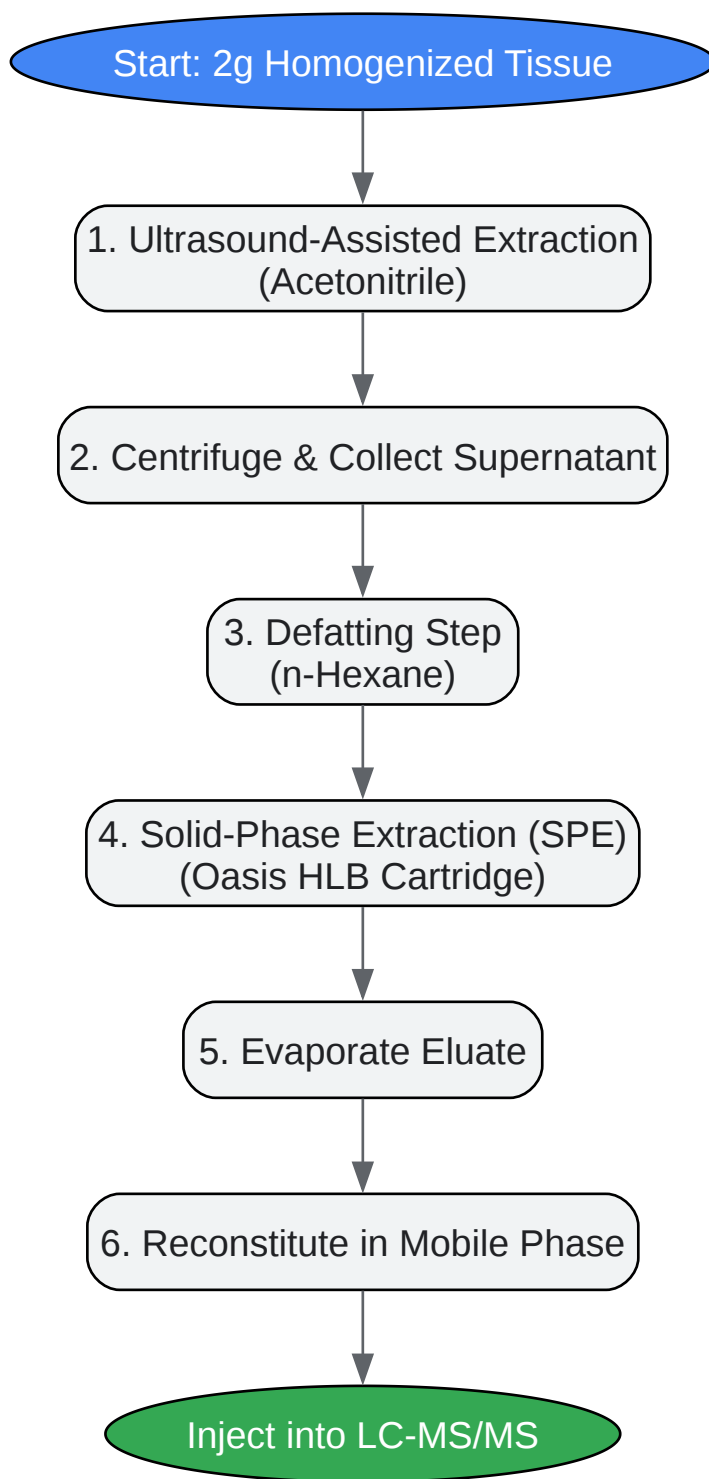 Start: 2g Homogenized Tissue
1. Ultrasound-Assisted Extraction
(Acetonitrile)
2. Centrifuge & Collect Supernatant
3. Defatting Step
(n-Hexane)
4. Solid-Phase Extraction (SPE)
(Oasis HLB Cartridge)
5. Evaporate Eluate
6. Reconstitute in Mobile Phase
Inject into LC-MS/MS